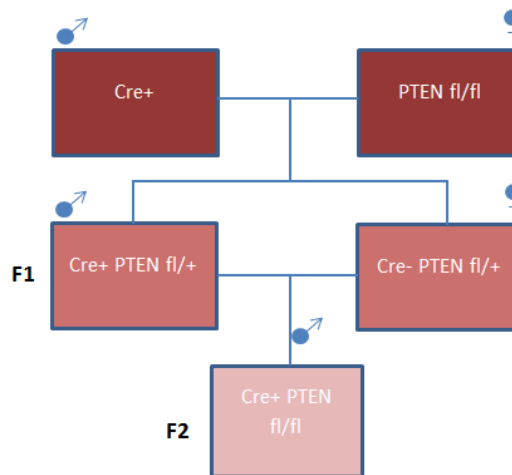 Cre+
PTEN fl/fl
F1
Cre+ PTEN fl/+
Cre- PTEN fl/+
F2
Cre+ PTEN
fl/fl